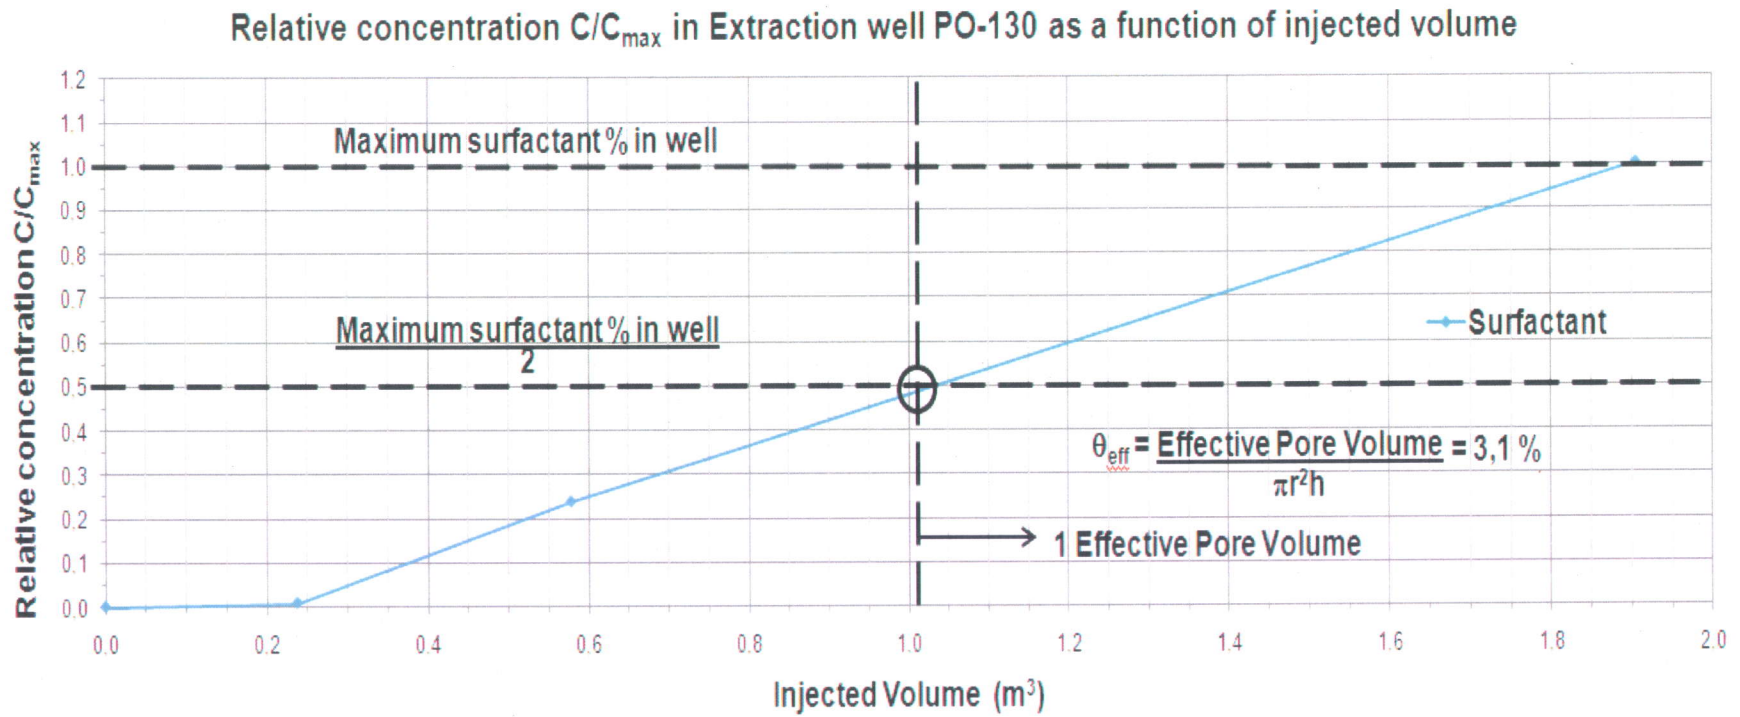 Relative concentration C/Cmax in Extraction well PO-130 as a function of injected volume
Relative concentration C/Cmax
1.2
1.1
1.0
0.9
0.8
0.7
0.6
0.5
0.4
0.3
0.2
0.1
0.0
Maximum surfactant % in well
Maximum surfactant % in well
2
Surfactant
θeff = Effective Pore Volume = 3,1 %
πr²h
1 Effective Pore Volume
0.0 0.2 0.4 0.6 0.8 1.0 1.2 1.4 1.6 1.8 2.0
Injected Volume (m³)